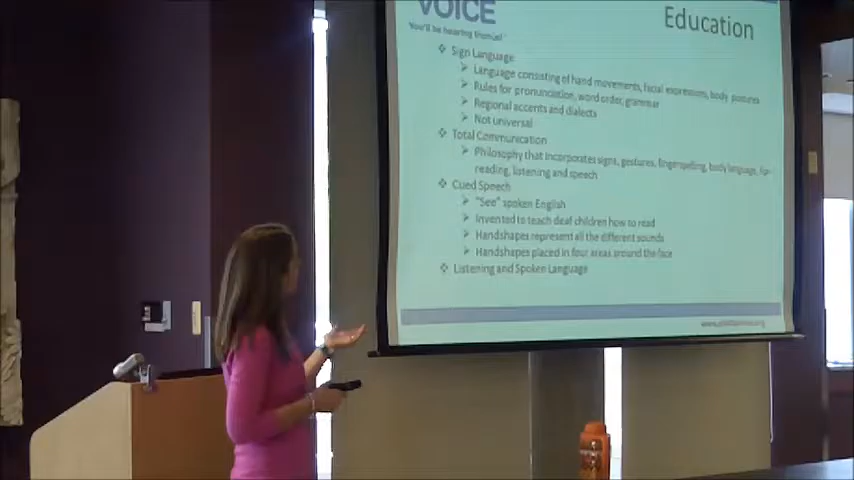 VOICE
Education
You'll be hearing from us!
Sign Language
Language consisting of hand movements, facial expressions, body postures
Rules for pronunciation, word order, grammar
Regional accents and dialects
Not universal
Total Communication
Philosophy that incorporates signs, gestures, fingerspelling, body language, lip-
reading, listening and speech
Cued Speech
"See" spoken English
Invented to teach deaf children how to read
Handshapes represent all the different sounds
Handshapes placed in four areas around the face
Listening and Spoken Language